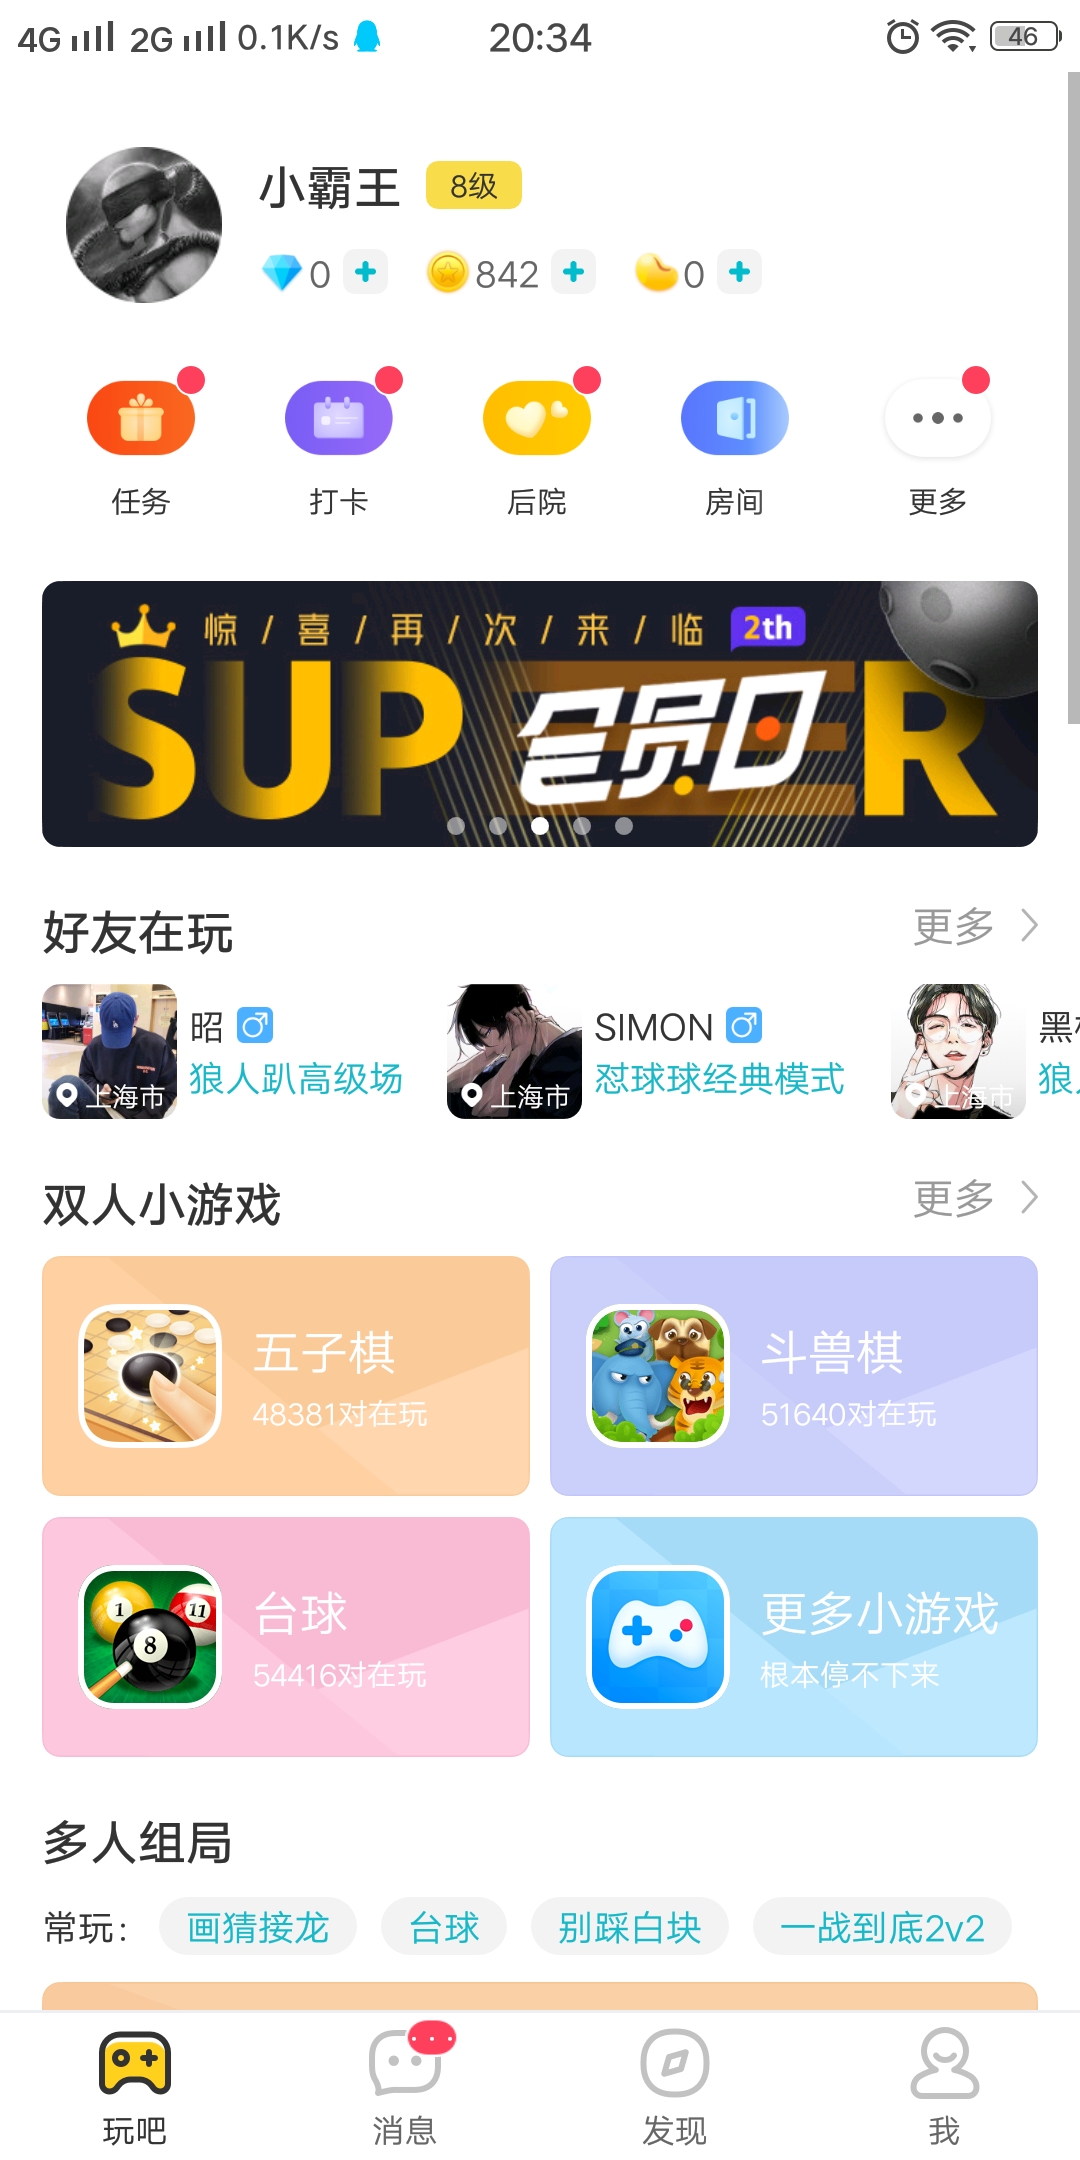 4G 2G 0.1K/s 20:34 46
小霸王 8级
0 842 0
任务 打卡 后院 房间 更多
惊/喜/再/次/来/临 2th
SUPER
会员日
好友在玩 更多
昭 SIMON
狼人趴高级场 怼球球经典模式
上海市 上海市 上海市
双人小游戏 更多
五子棋 斗兽棋
48381对在玩 51640对在玩
台球 更多小游戏
54416对在玩 根本停不下来
1 11 8
多人组局
常玩: 画猜接龙 台球 别踩白块 一战到底2v2
玩吧 消息 发现 我